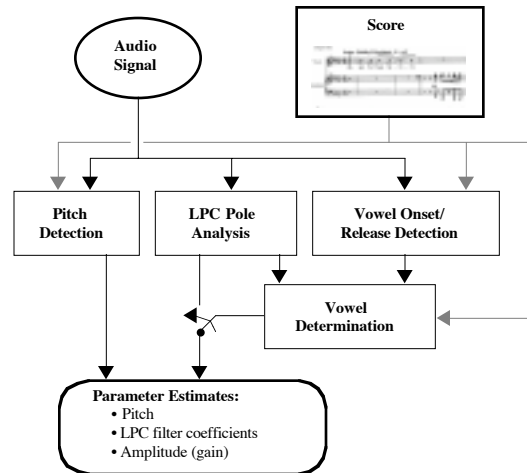 Audio
Signal
Score
Pitch
Detection
LPC Pole
Analysis
Vowel Onset/
Release Detection
Vowel
Determination
Parameter Estimates:
• Pitch
• LPC filter coefficients
• Amplitude (gain)